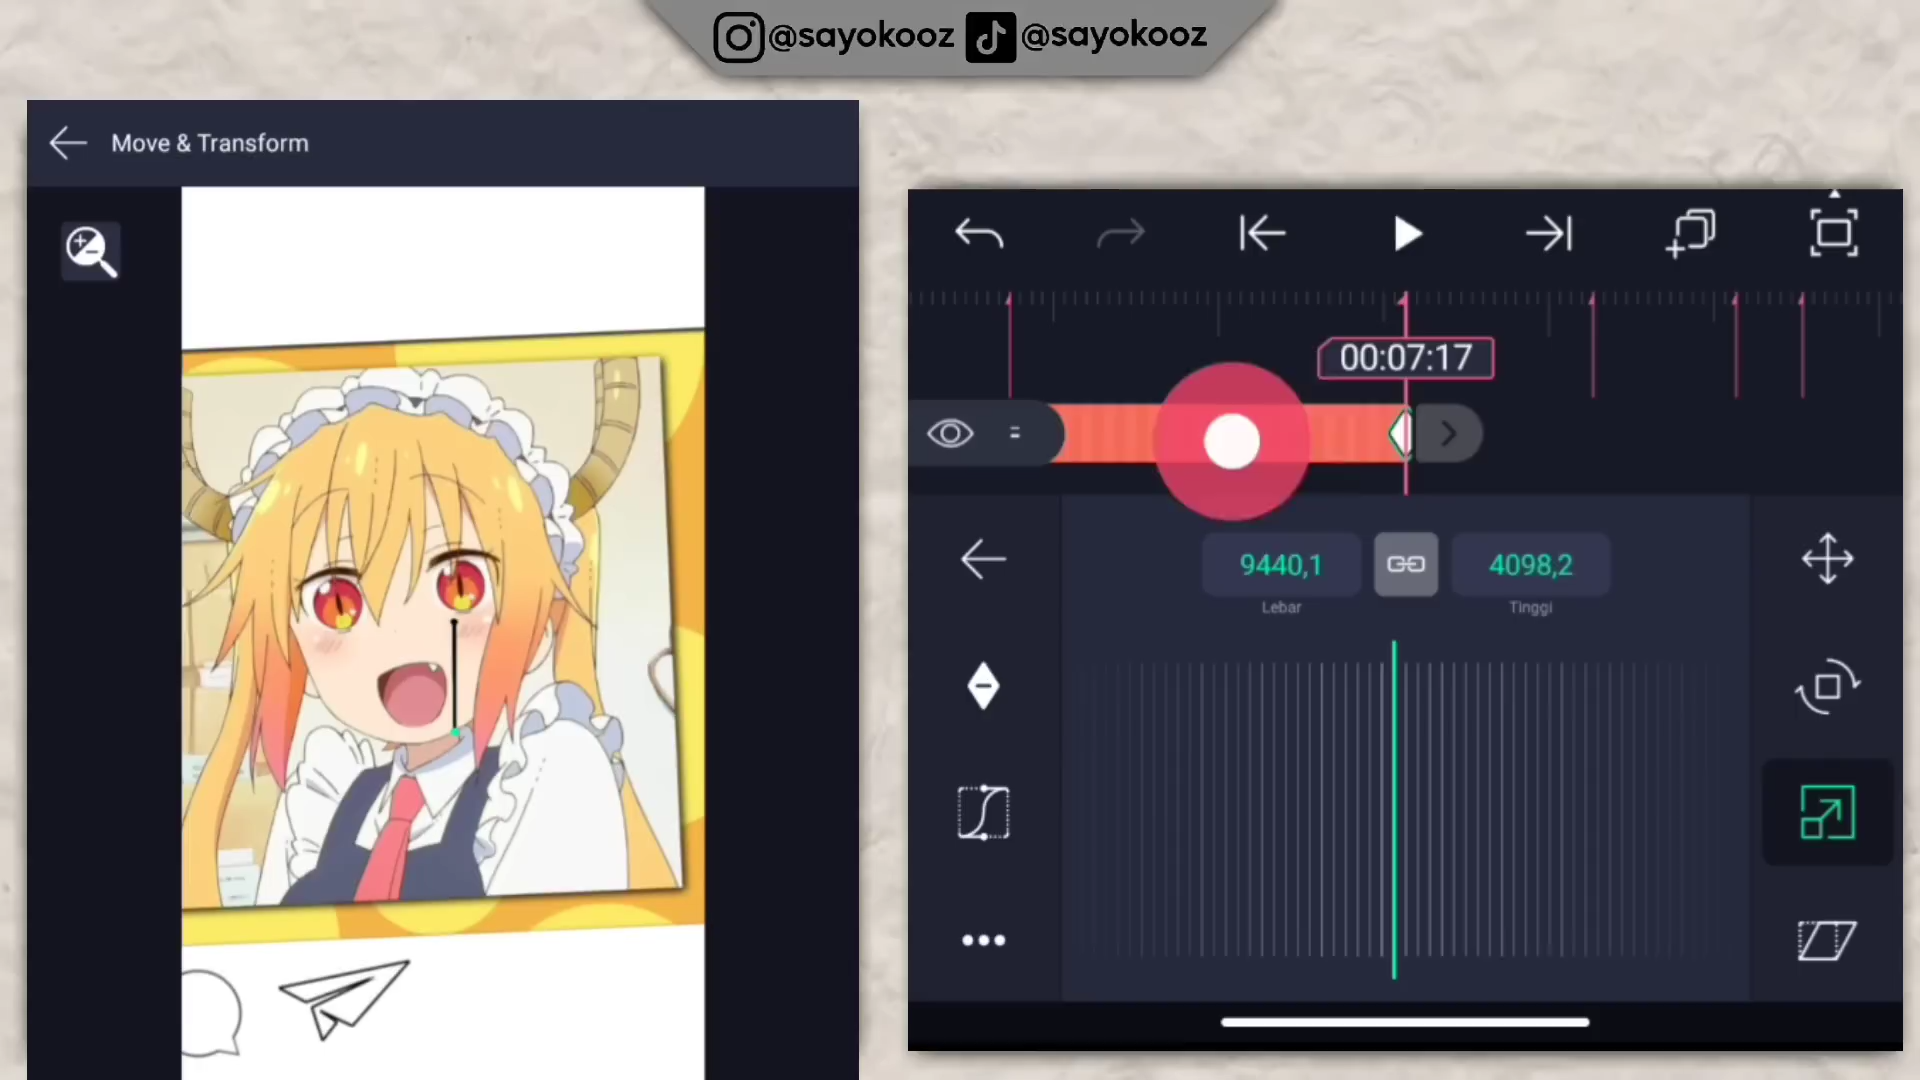 @sayokooz @sayokooz
Move & Transform
00:07:17
9440,1 4098,2
Lebar Tinggi